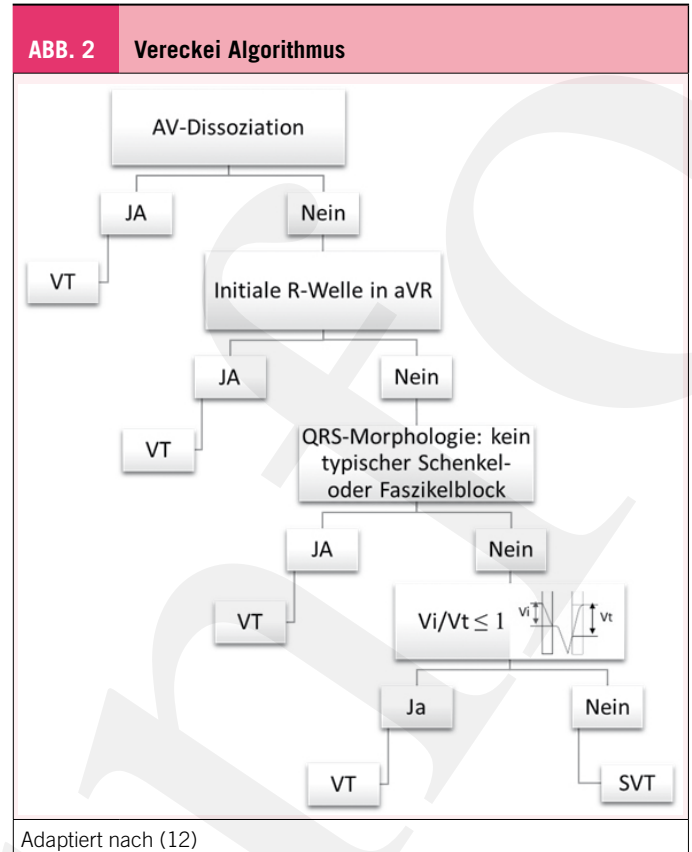 ABB. 2 Vereckei Algorithmus
AV-Dissoziation
JA Nein
VT
Initiale R-Welle in aVR
JA Nein
VT
QRS-Morphologie: kein
typischer Schenkel-
oder Faszikelblock
JA Nein
VT
Vi/Vt ≤ 1 Vi Vt
Ja Nein
VT SVT
Adaptiert nach (12)